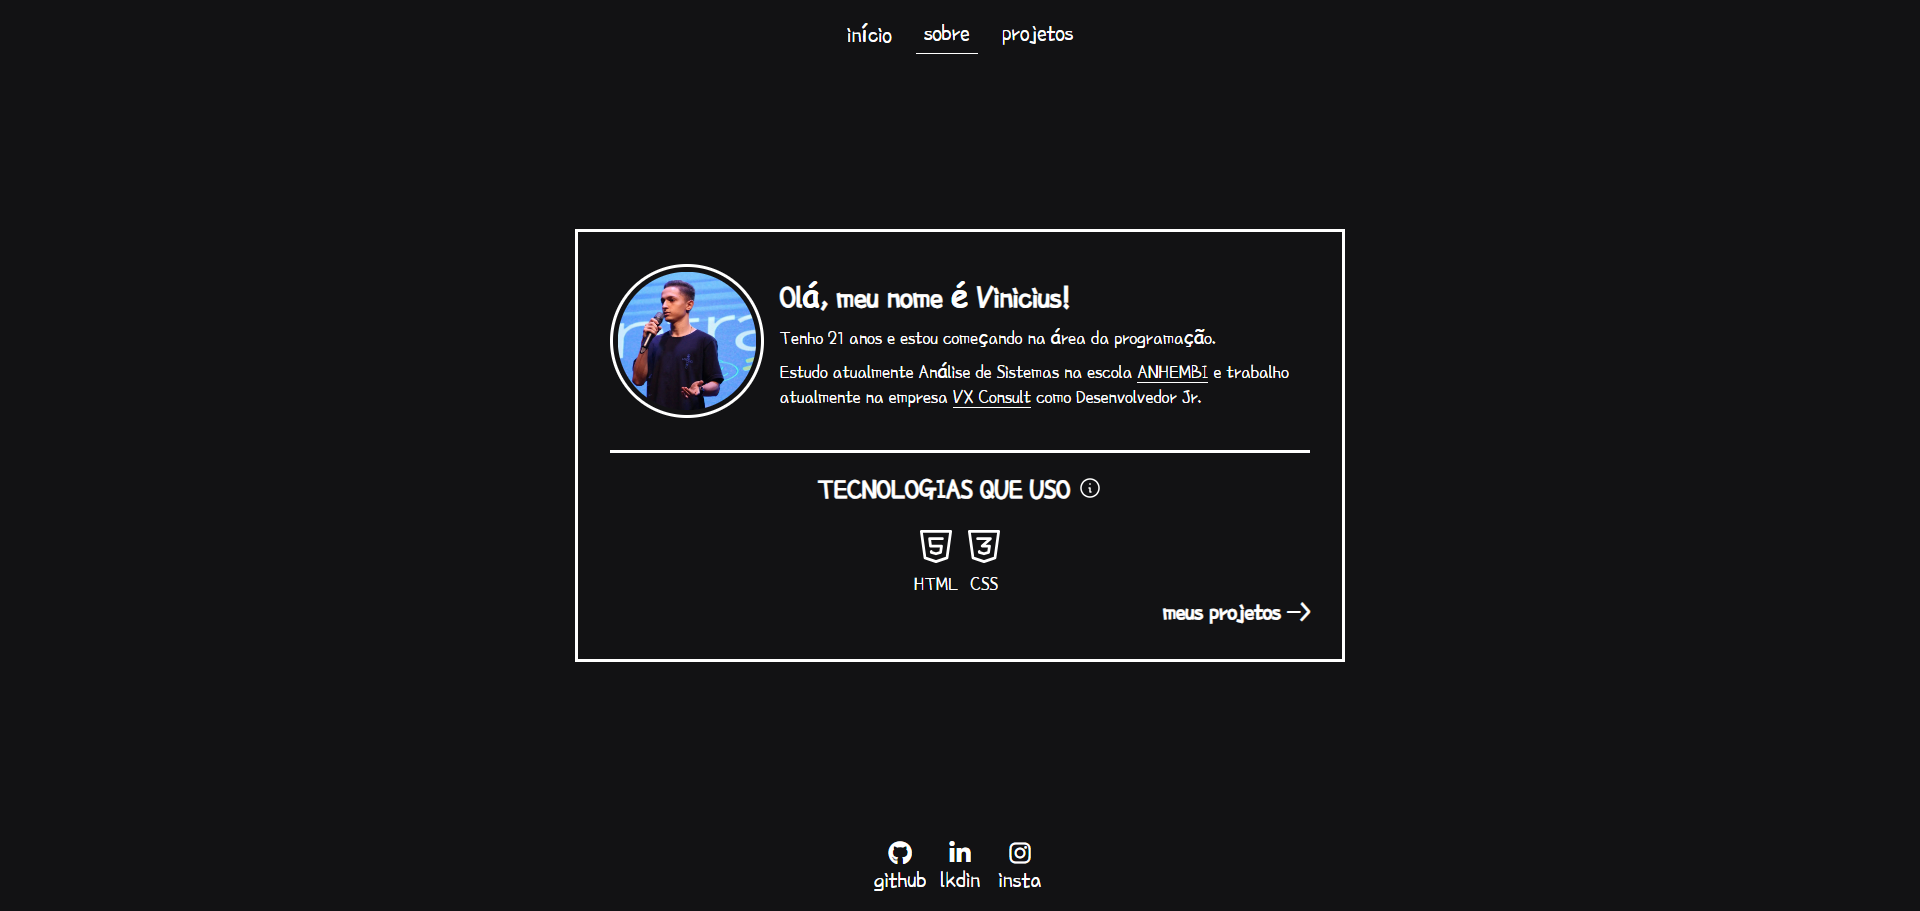 início sobre projetos
Olá, meu nome é Vinicius!
Tenho 21 anos e estou começando na área da programação.
Estudo atualmente Análise de Sistemas na escola ANHEMBI e trabalho
atualmente na empresa VX Consult como Desenvolvedor Jr.
TECNOLOGIAS QUE USO
HTML CSS
meus projetos
github lkdin insta